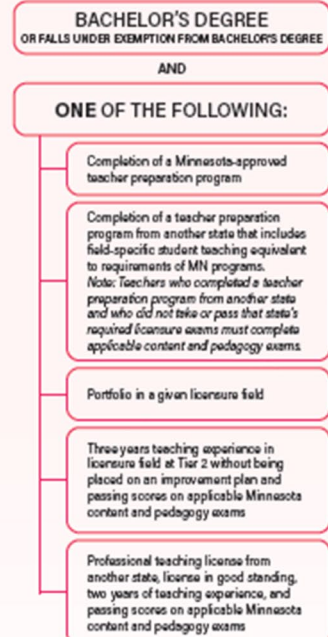 BACHELOR'S DEGREE
OR FALLS UNDER EXEMPTION FROM BACHELOR'S DEGREE
AND
ONE OF THE FOLLOWING:
Completion of a Minnesota-approved
teacher preparation program
Completion of a teacher preparation
program from another state that includes
field-specific student teaching equivalent
to requirements of MN programs.
Note: Teachers who completed a teacher
preparation program from another state
and who did not take or pass that state's
required licensure exams must complete
applicable content and pedagogy exams.
Portfolio in a given licensure field
Three years teaching experience in
licensure field at Tier 2 without being
placed on an improvement plan and
passing scores on applicable Minnesota
content and pedagogy exams
Professional teaching license from
another state, license in good standing,
two years of teaching experience, and
passing scores on applicable Minnesota
content and pedagogy exams